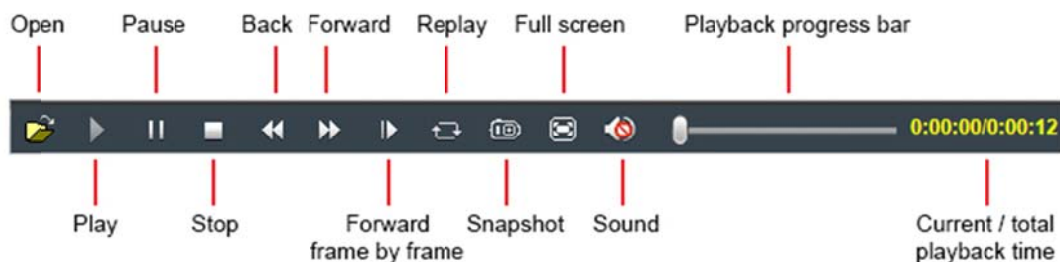 Open Pause Back Forward Replay Full screen Playback progress bar
0:00:00/0:00:12
Play Stop Forward Snapshot Sound Current / total
frame by frame playback time